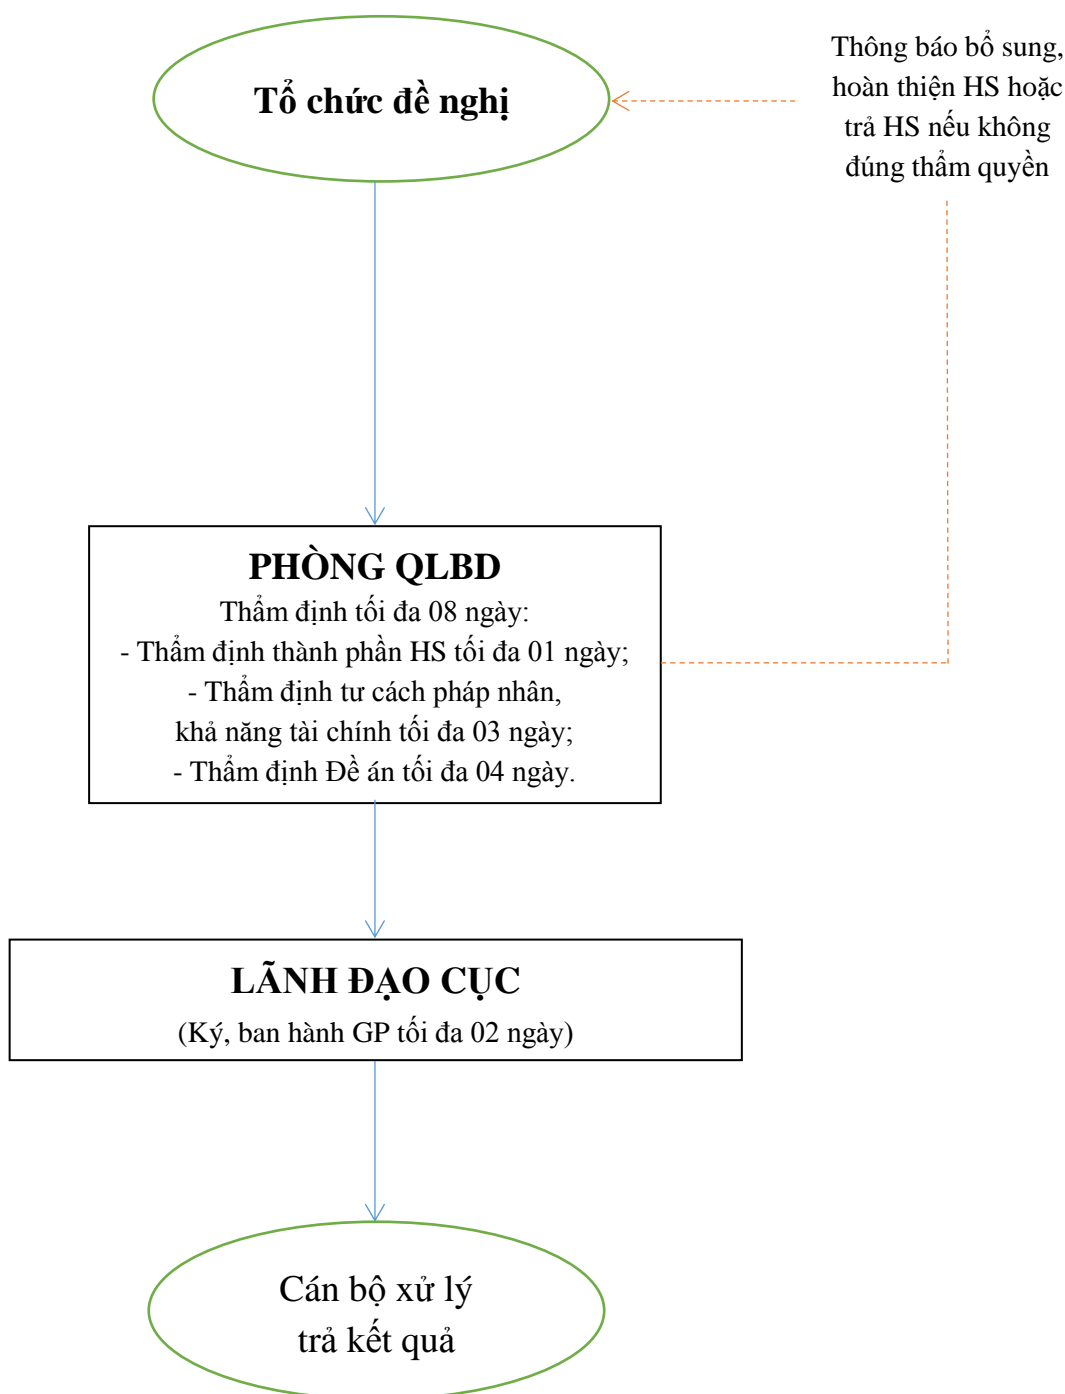 Tổ chức đề nghị
Thông báo bổ sung,
hoàn thiện HS hoặc
trả HS nếu không
đúng thẩm quyền
PHÒNG QLBD
Thẩm định tối đa 08 ngày:
- Thẩm định thành phần HS tối đa 01 ngày;
- Thẩm định tư cách pháp nhân,
khả năng tài chính tối đa 03 ngày;
- Thẩm định Đề án tối đa 04 ngày.
LÃNH ĐẠO CỤC
(Ký, ban hành GP tối đa 02 ngày)
Cán bộ xử lý
trả kết quả